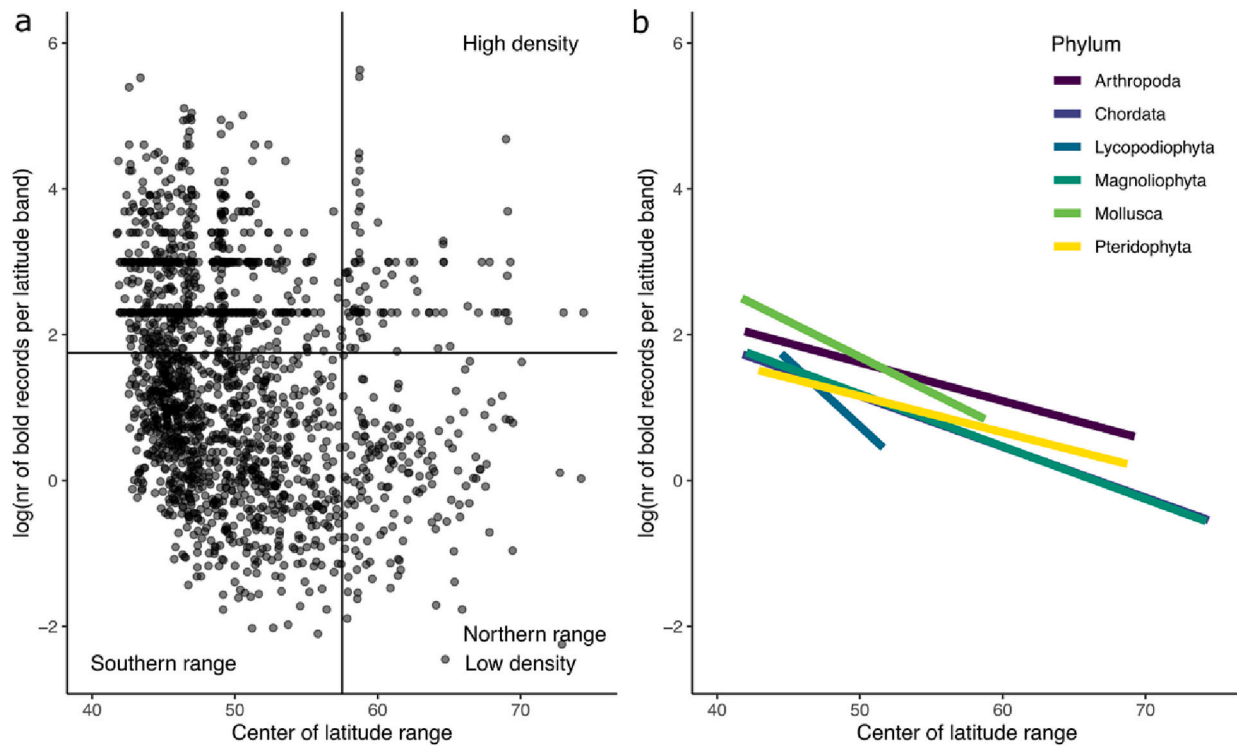 a
High density
6
4
2
0
−2
log(nr of bold records per latitude band)
Northern range
Southern range
Low density
40 50 60 70
Center of latitude range
b
Phylum
Arthropoda
Chordata
Lycopodiophyta
Magnoliophyta
Mollusca
Pteridophyta
6
4
2
0
−2
log(nr of bold records per latitude band)
40 50 60 70
Center of latitude range